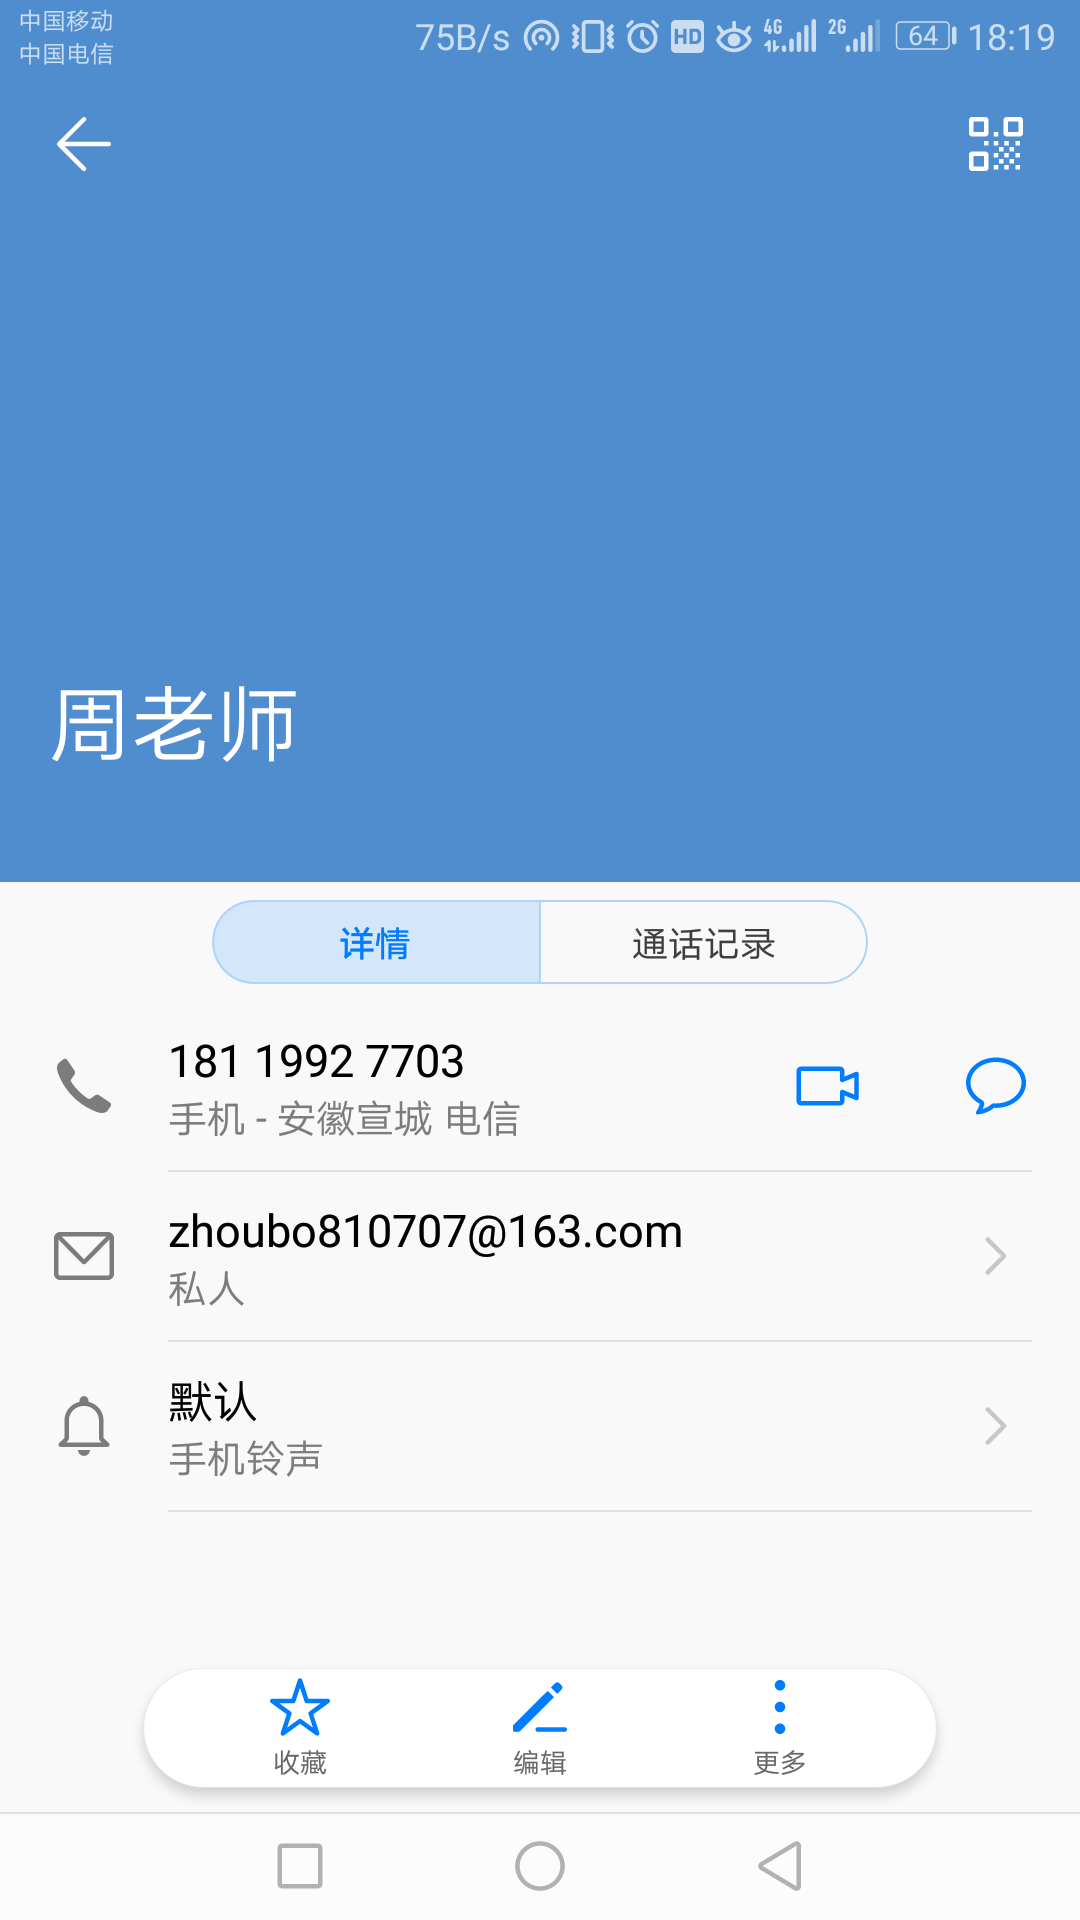 中国移动
中国电信
75B/s HD 4G 2G 64 18:19
周老师
详情 通话记录
181 1992 7703
手机 - 安徽宣城 电信
zhoubo810707@163.com
私人
默认
手机铃声
收藏 编辑 更多